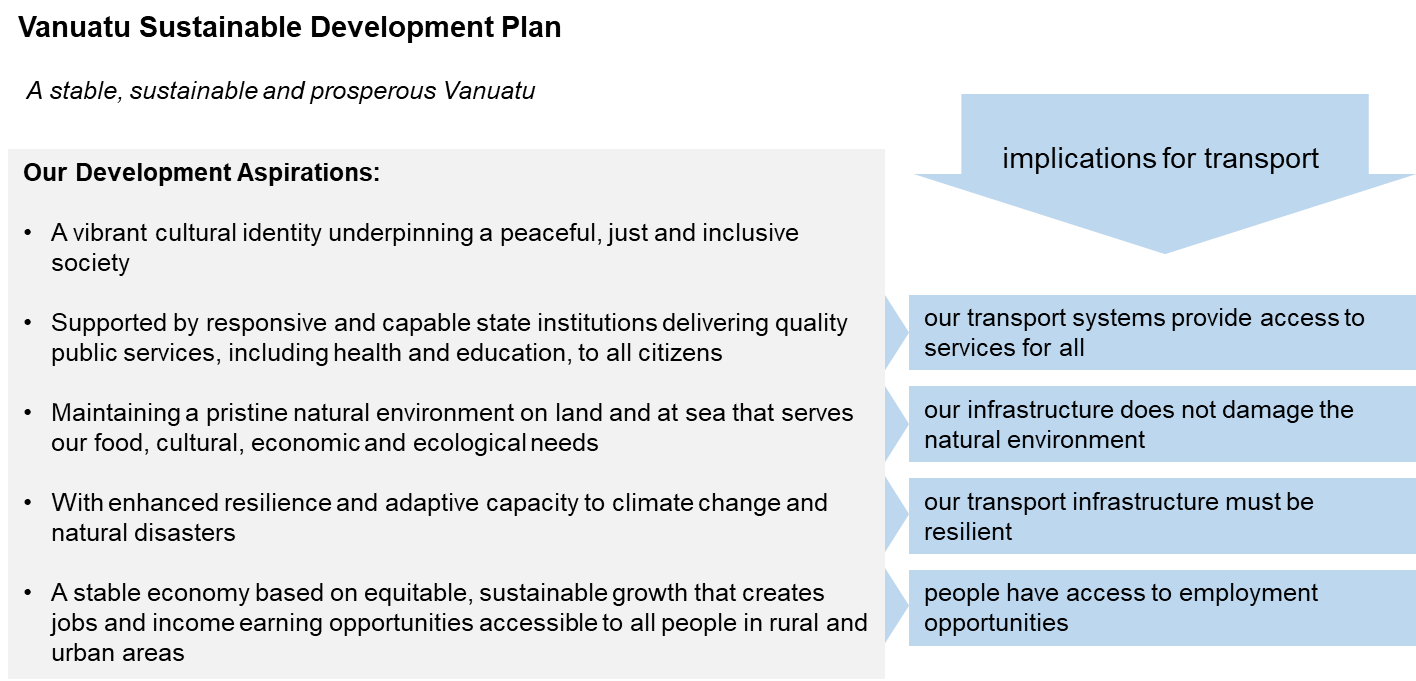 Vanuatu Sustainable Development Plan
A stable, sustainable and prosperous Vanuatu
implications for transport
Our Development Aspirations:
• A vibrant cultural identity underpinning a peaceful, just and inclusive
society
• Supported by responsive and capable state institutions delivering quality
public services, including health and education, to all citizens
our transport systems provide access to
services for all
• Maintaining a pristine natural environment on land and at sea that serves
our food, cultural, economic and ecological needs
our infrastructure does not damage the
natural environment
• With enhanced resilience and adaptive capacity to climate change and
natural disasters
our transport infrastructure must be
resilient
• A stable economy based on equitable, sustainable growth that creates
jobs and income earning opportunities accessible to all people in rural and
urban areas
people have access to employment
opportunities